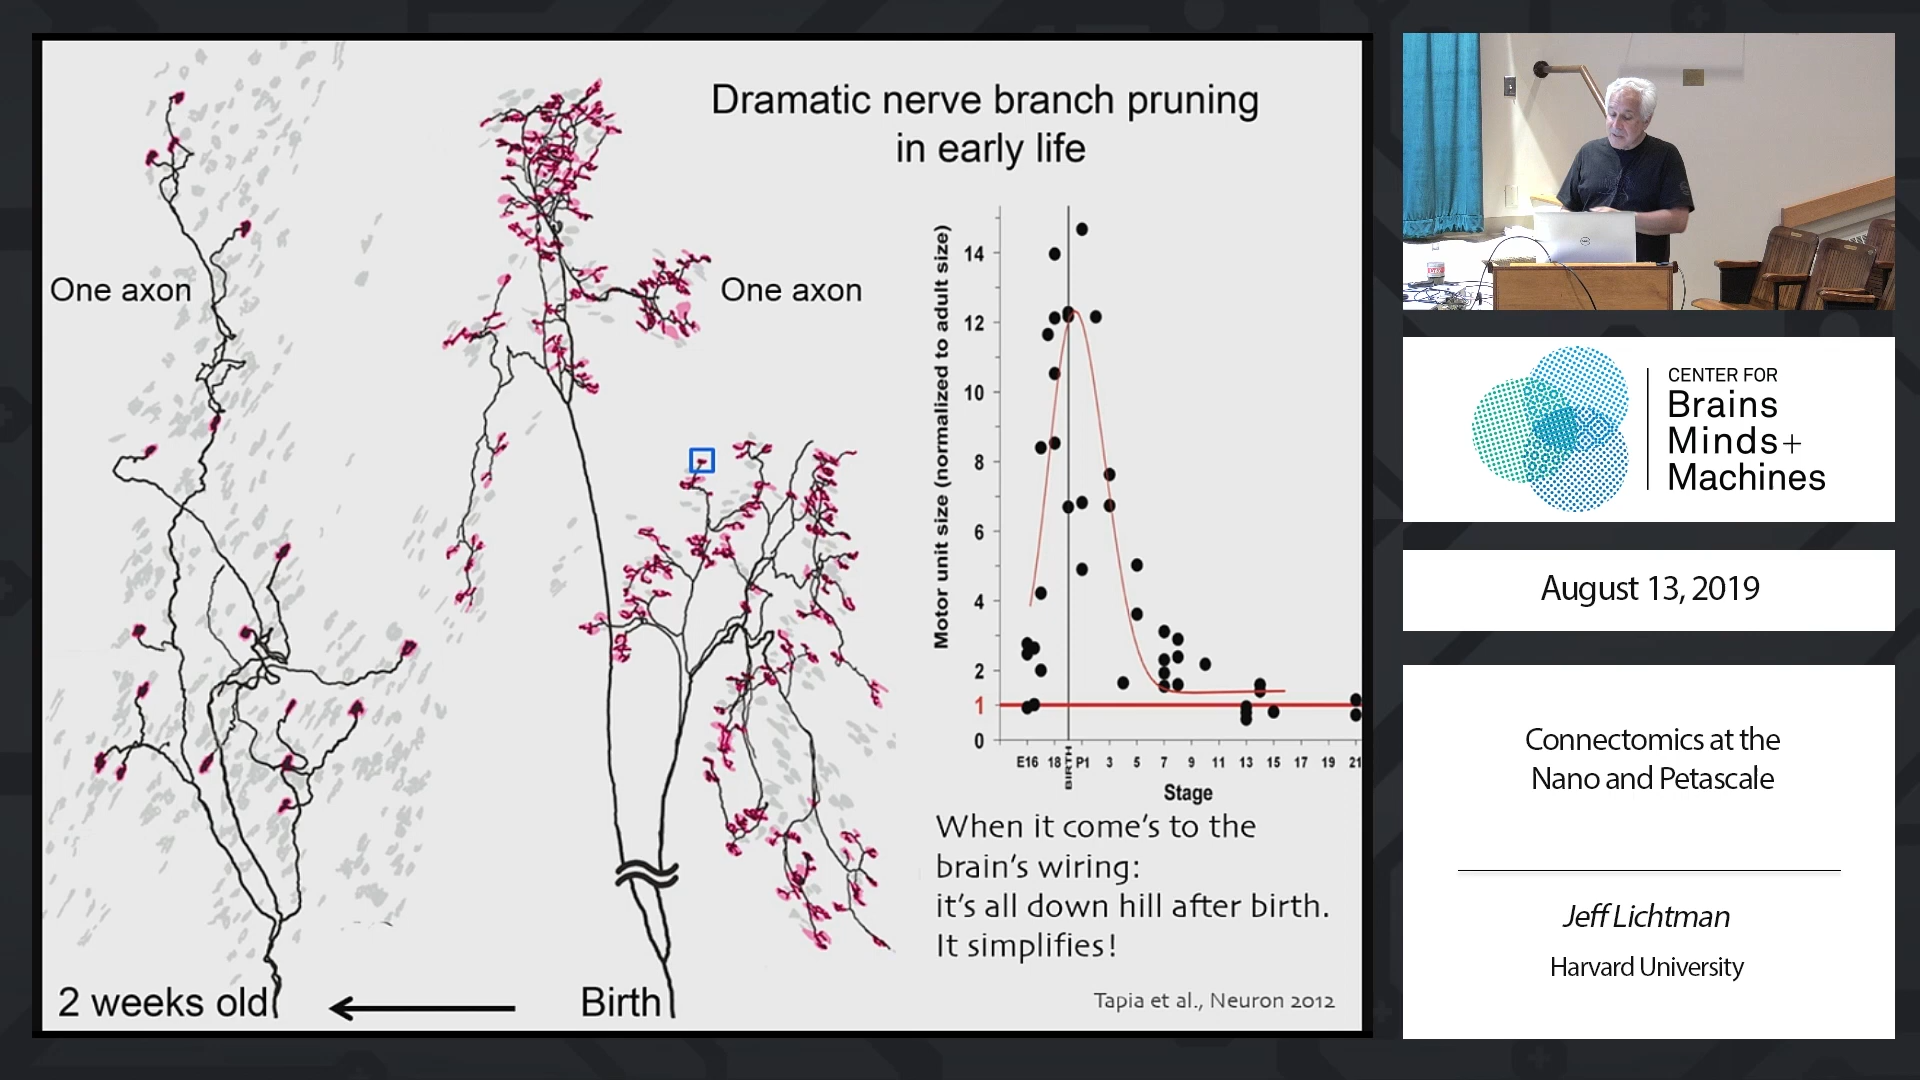 Dramatic nerve branch pruning
in early life
One axon
One axon
Motor unit size (normalized to adult size)
14
12
10
8
6
4
2
1
0
E16 18 BIRTH P1 3 5 7 9 11 13 15 17 19 21
Stage
When it come's to the
brain's wiring:
it's all down hill after birth.
It simplifies!
2 weeks old
Birth
Tapia et al., Neuron 2012
CENTER FOR
Brains
Minds+
Machines
August 13, 2019
Connectomics at the
Nano and Petascale
Jeff Lichtman
Harvard University